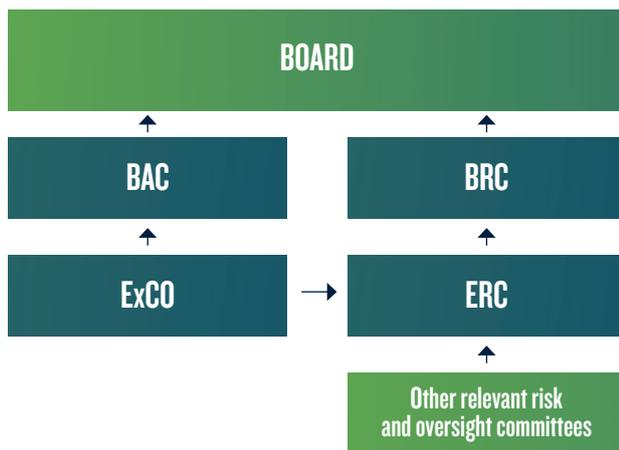 BOARD
BAC
BRC
ExCO
ERC
Other relevant risk
and oversight committees